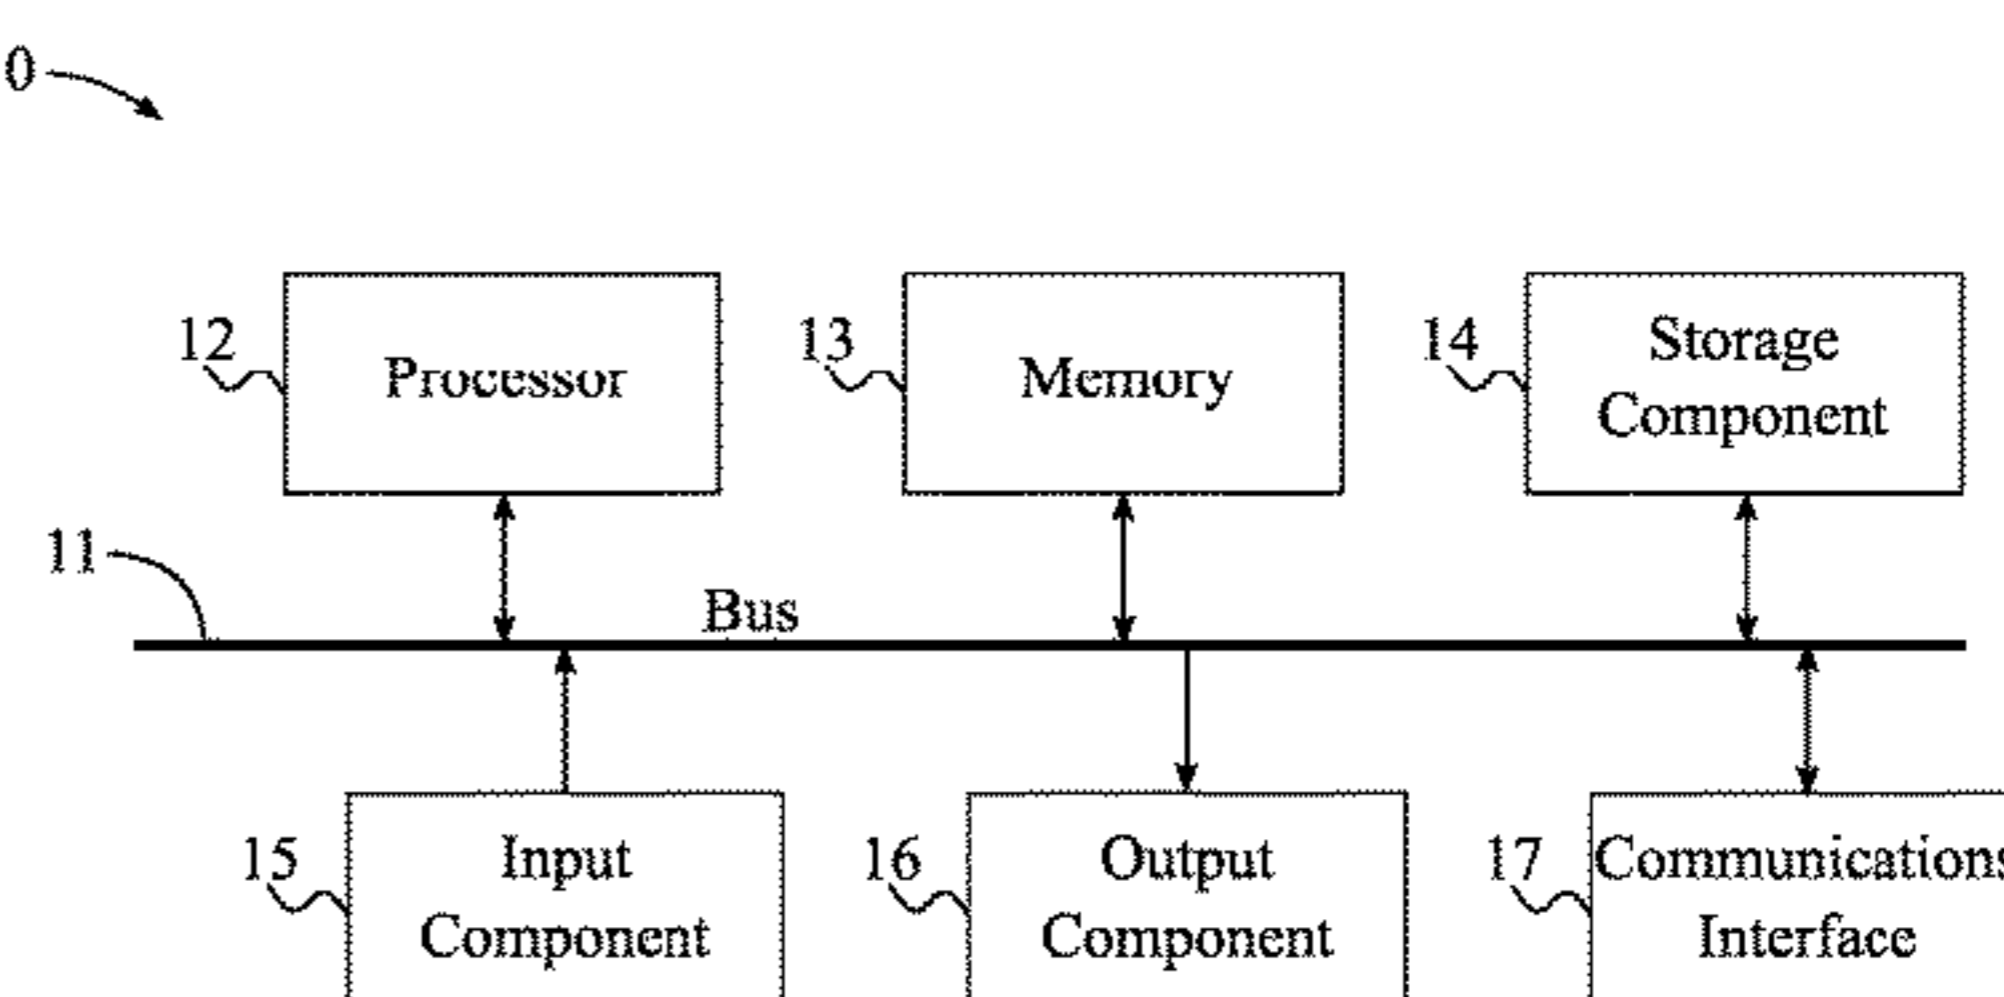 0
12
Processor
13
Memory
14
Storage
Component
11
Bus
15
Input
Component
16
Output
Component
17
Communications
Interface